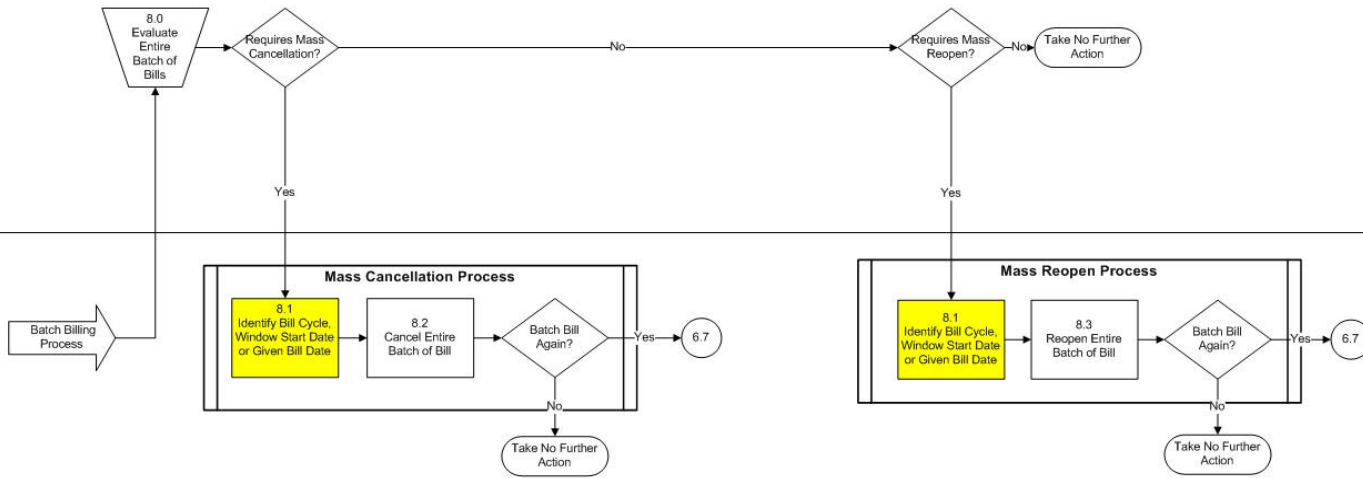 8.0
Evaluate
Entire
Batch of
Bills
Requires Mass
Cancellation?
No
Requires Mass
Reopen?
No
Take No Further
Action
Yes
Yes
Batch Billing
Process
Mass Cancellation Process
8.1
Identify Bill Cycle,
Window Start Date
or Given Bill Date
8.2
Cancel Entire
Batch of Bill
Batch Bill
Again?
Yes
6.7
No
Take No Further
Action
Mass Reopen Process
8.1
Identify Bill Cycle,
Window Start Date
or Given Bill Date
8.3
Reopen Entire
Batch of Bill
Batch Bill
Again?
Yes
6.7
No
Take No Further
Action